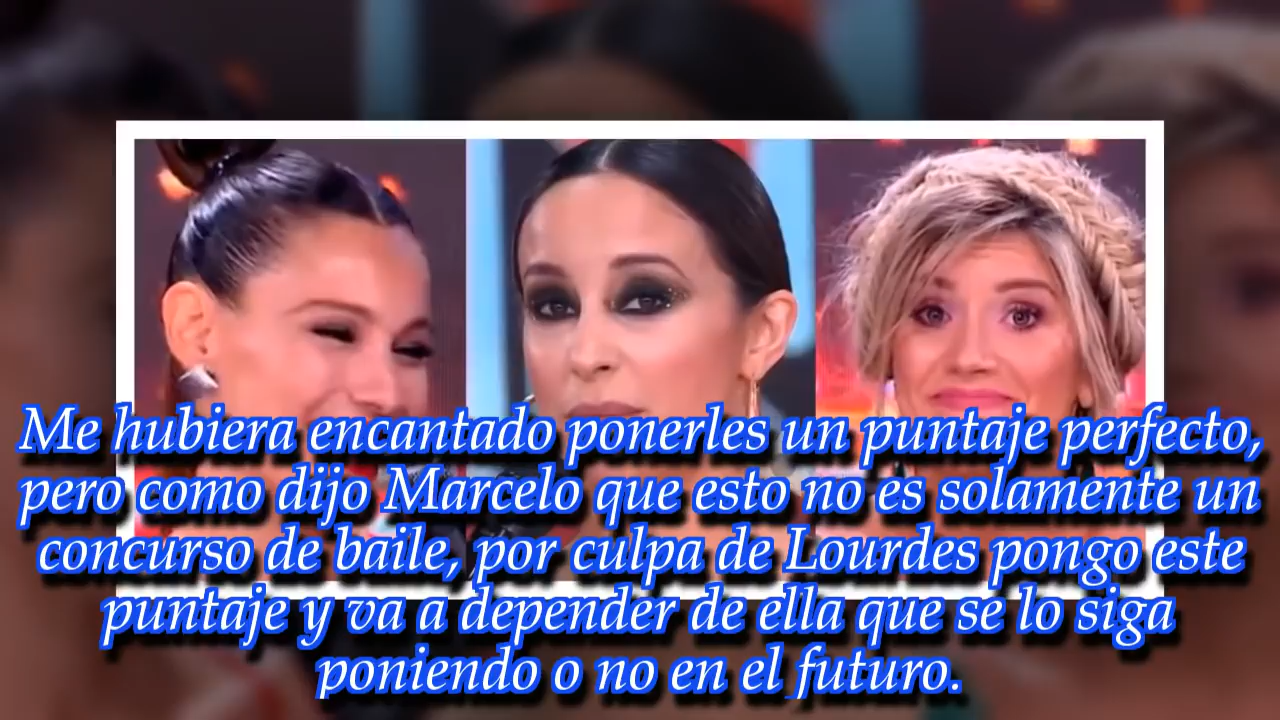 Me hubiera encantado ponerles un puntaje perfecto,
pero como dijo Marcelo que esto no es solamente un
concurso de baile, por culpa de Lourdes pongo este
puntaje y va a depender de ella que se lo siga
poniendo o no en el futuro.